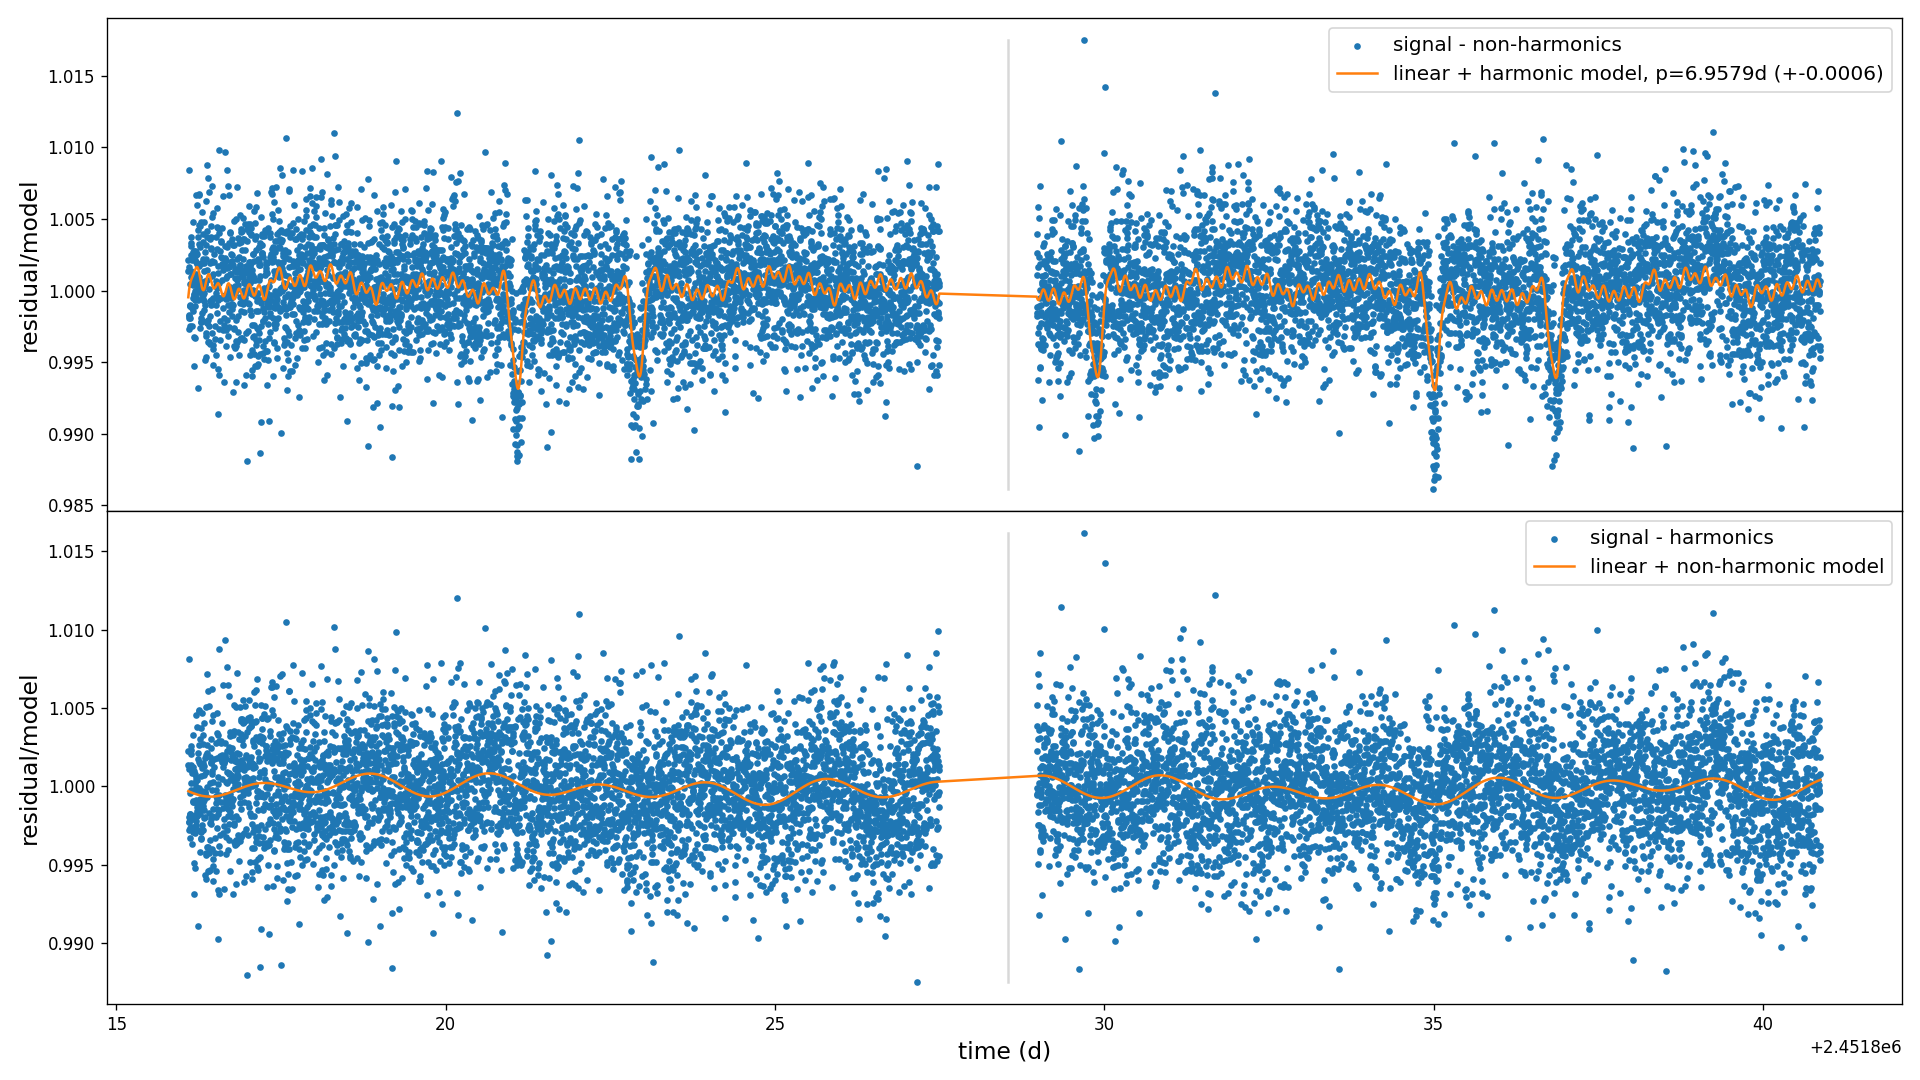 signal - non-harmonics
linear + harmonic model, p=6.9579d (+-0.0006)
residual/model
1.015
1.010
1.005
1.000
0.995
0.990
0.985
signal - harmonics
linear + non-harmonic model
residual/model
1.015
1.010
1.005
1.000
0.995
0.990
15 20 25 30 35 40
time (d)
+2.4518e6